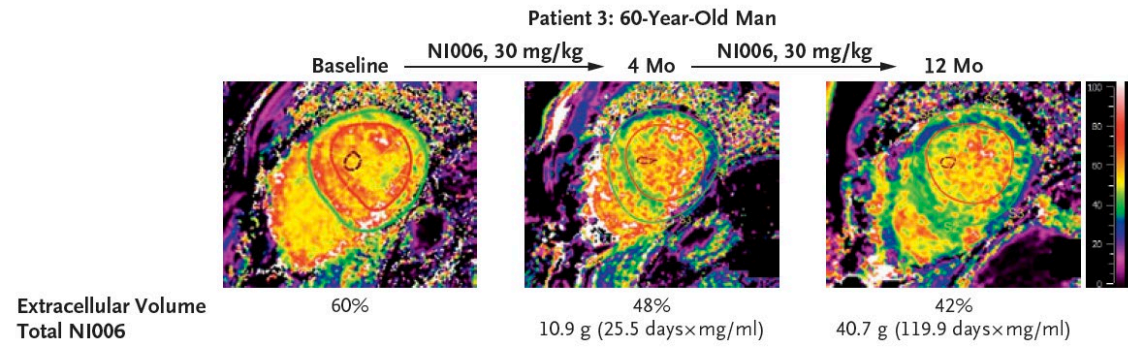 Patient 3: 60-Year-Old Man
Baseline NI006, 30 mg/kg 4 Mo NI006, 30 mg/kg 12 Mo
100
80
60
40
20
0
Extracellular Volume 60% 48% 42%
Total NI006 10.9 g (25.5 days×mg/ml) 40.7 g (119.9 days×mg/ml)